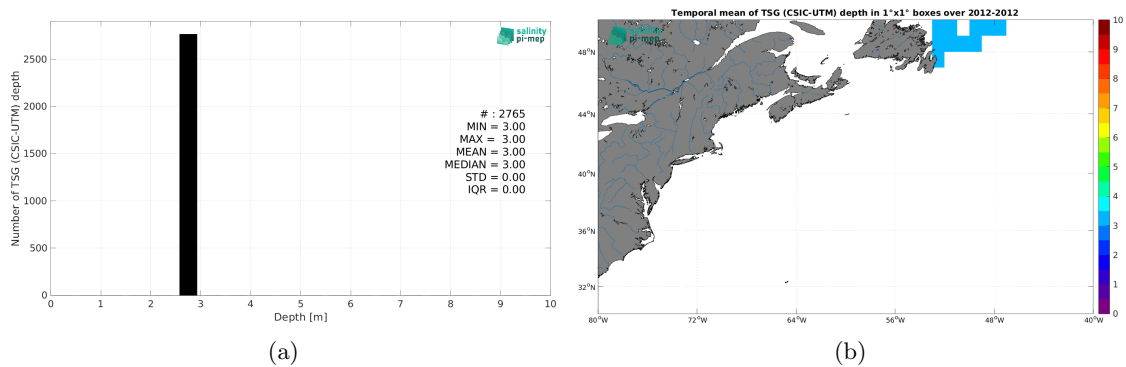 Number of TSG (CSIC-UTM) depth
2500
2000
1500
1000
500
0
salinity
pi-mep
# : 2765
MIN = 3.00
MAX = 3.00
MEAN = 3.00
MEDIAN = 3.00
STD = 0.00
IQR = 0.00
0 1 2 3 4 5 6 7 8 9 10
Depth [m]
(a)
Temporal mean of TSG (CSIC-UTM) depth in 1°x1° boxes over 2012-2012
salinity
pi-mep
48°N
44°N
40°N
36°N
32°N
80°W 72°W 64°W 56°W 48°W 40°W
10
9
8
7
6
5
4
3
2
1
0
(b)